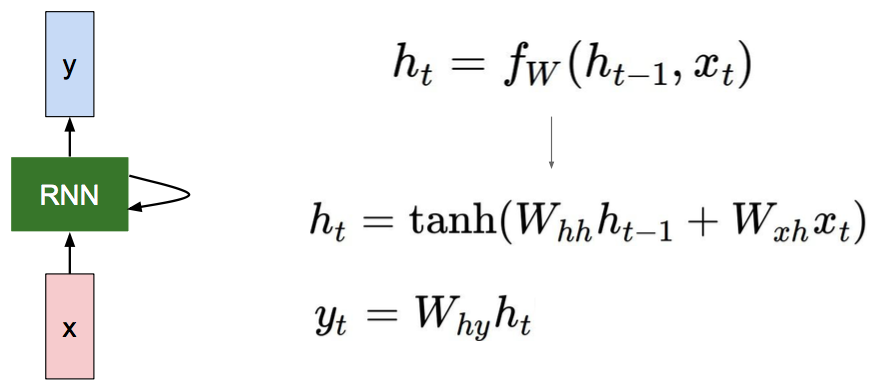 y
RNN
x
h_t = f_W(h_{t-1}, x_t)
h_t = tanh(W_{hh}h_{t-1} + W_{xh}x_t)
y_t = W_{hy}h_t